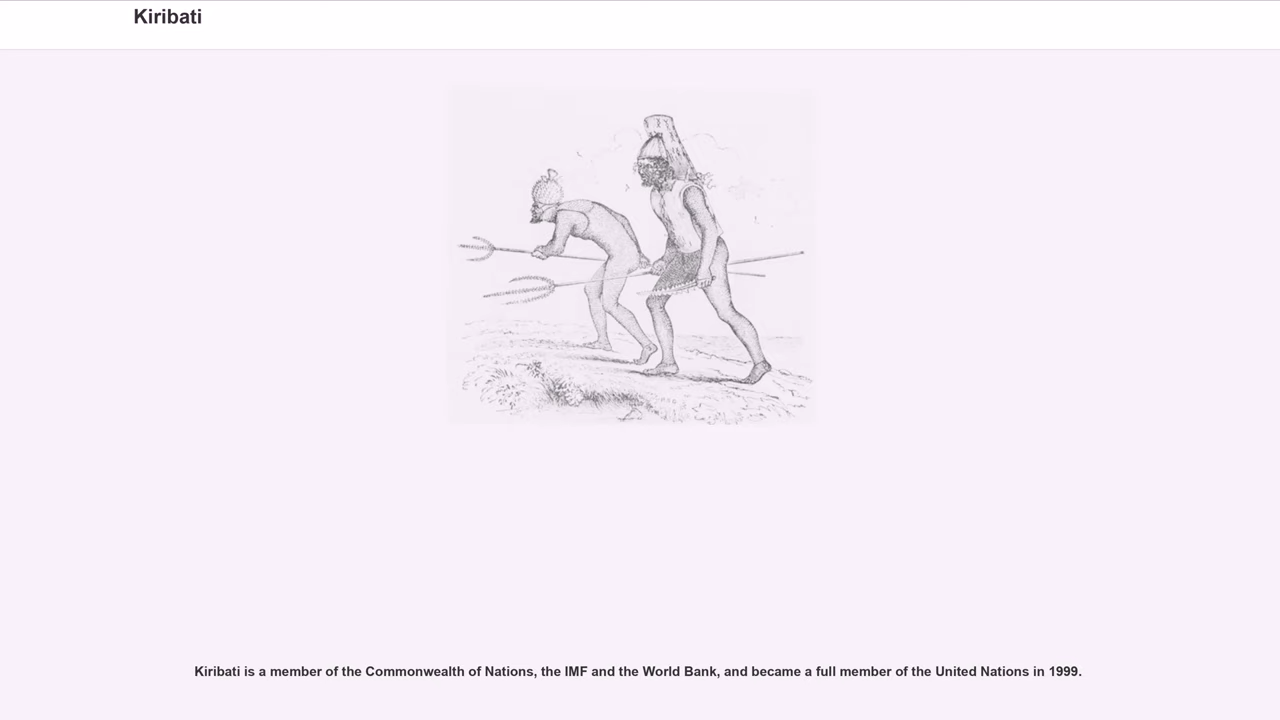 Kiribati
Kiribati is a member of the Commonwealth of Nations, the IMF and the World Bank, and became a full member of the United Nations in 1999.